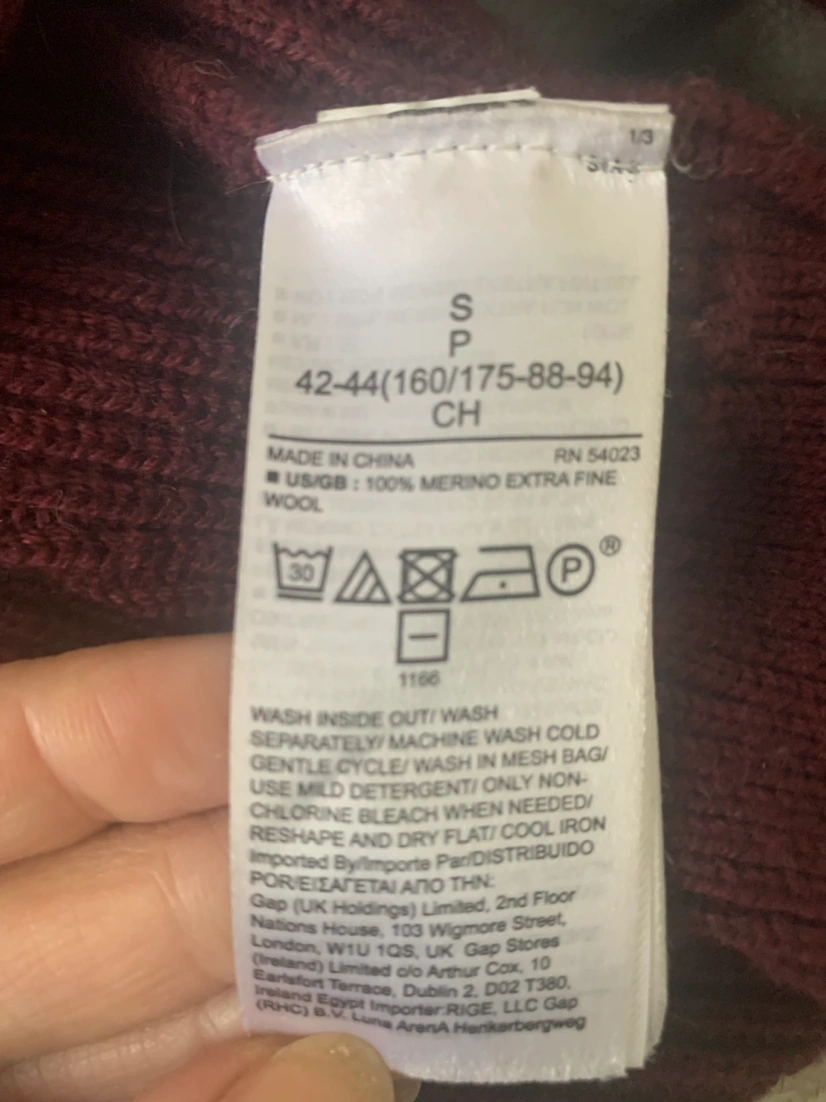 1/3
S
P
42-44(160/175-88-94)
CH
MADE IN CHINA RN 54023
■ US/GB : 100% MERINO EXTRA FINE
WOOL
30 P ®
1166
WASH INSIDE OUT/ WASH
SEPARATELY/ MACHINE WASH COLD
GENTLE CYCLE/ WASH IN MESH BAG/
USE MILD DETERGENT/ ONLY NON-
CHLORINE BLEACH WHEN NEEDED/
RESHAPE AND DRY FLAT/ COOL IRON
Imported By/Importe Par/DISTRIBUIDO
POR/ΕΙΣΑΓΕΤΑΙ ΑΠΟ ΤΗΝ:
Gap (UK Holdings) Limited, 2nd Floor
Nations House, 103 Wigmore Street,
London, W1U 1QS, UK Gap Stores
(Ireland) Limited c/o Arthur Cox, 10
Earlsfort Terrace, Dublin 2, D02 T380,
Ireland Egypt Importer:RIGE, LLC Gap
(RHC) B.V. Luna ArenA Herikerbergweg